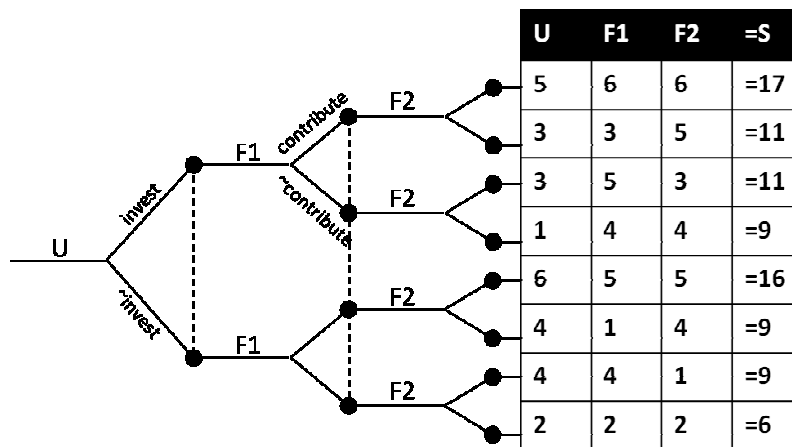 U F1 F2 =S
5 6 6 =17
contribute F2
3 3 5 =11
F1
invest
5 3 =11
3
~contribute F2
1 4 4 =9
U
6 5 5 =16
~invest F2
4 1 4 =9
F1
4 4 1 =9
F2
2 2 2 =6